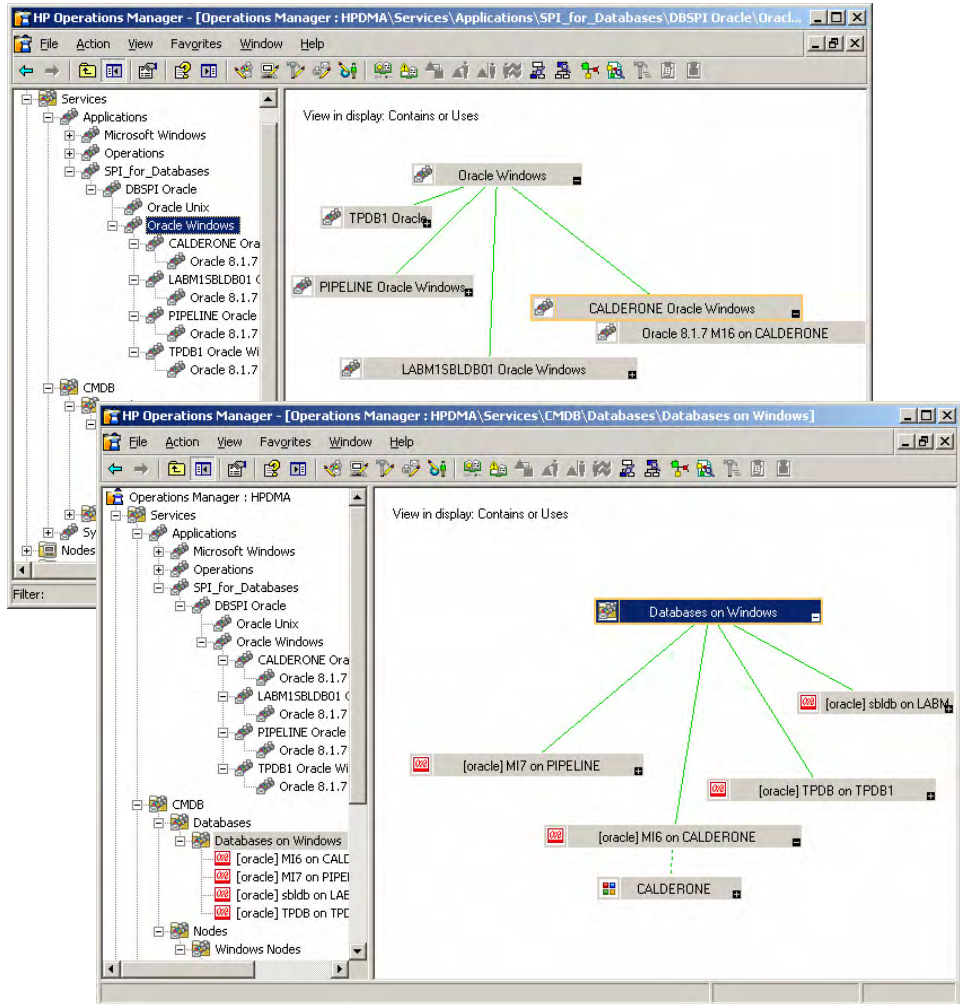 HP Operations Manager - [Operations Manager : HPDMA\Services\Applications\SPI_for_Databases\DBSPI Oracle\Oracl...
File Action View Favorites Window Help
Services
Applications
Microsoft Windows
Operations
SPI_for_Databases
DBSPI Oracle
Oracle Unix
Oracle Windows
CALDERONE Ora
Oracle 8.1.7
LABM1SBLDB01 (
Oracle 8.1.7
PIPELINE Oracle
Oracle 8.1.7
TPDB1 Oracle Wi
Oracle 8.1.7
CMDB
Sy
Nodes
Filter:
View in display: Contains or Uses
Oracle Windows
TPDB1 Oracle
PIPELINE Oracle Windows
CALDERONE Oracle Windows
Oracle 8.1.7 M16 on CALDERONE
LABM1SBLDB01 Oracle Windows
HP Operations Manager - [Operations Manager : HPDMA\Services\CMDB\Databases\Databases on Windows]
File Action View Favorites Window Help
Operations Manager : HPDMA
Services
Applications
Microsoft Windows
Operations
SPI_for_Databases
DBSPI Oracle
Oracle Unix
Oracle Windows
CALDERONE Ora
Oracle 8.1.7
LABM1SBLDB01 (
Oracle 8.1.7
PIPELINE Oracle
Oracle 8.1.7
TPDB1 Oracle Wi
Oracle 8.1.7
CMDB
Databases
Databases on Windows
[oracle] MI6 on CALD
[oracle] MI7 on PIPEI
[oracle] sbldb on LAE
[oracle] TPDB on TPD
Nodes
Windows Nodes
View in display: Contains or Uses
Databases on Windows
[oracle] sbldb on LABM
[oracle] MI7 on PIPELINE
[oracle] TPDB on TPDB1
[oracle] MI6 on CALDERONE
CALDERONE